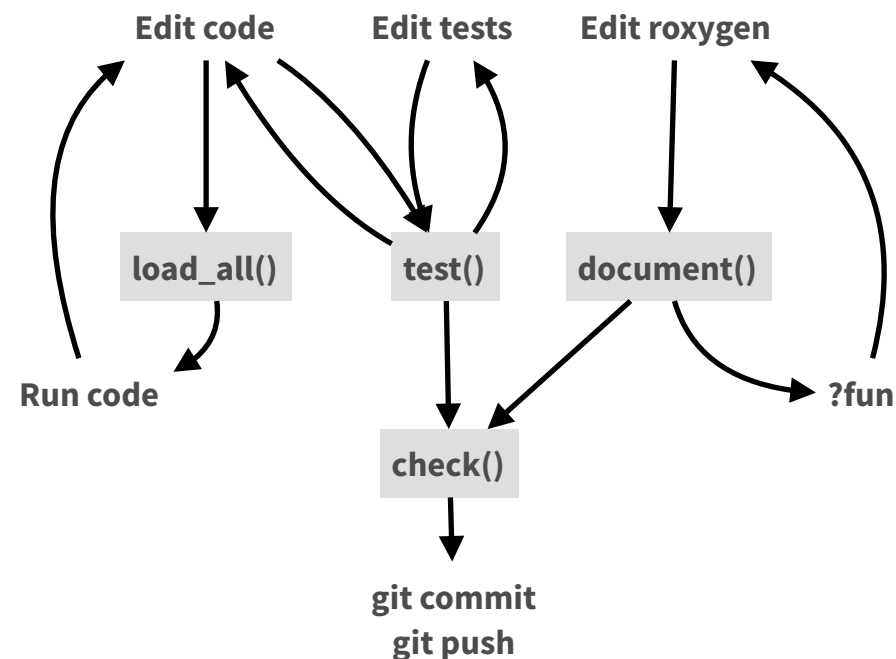 Edit code
Edit tests
Edit roxygen
load_all()
test()
document()
Run code
?fun
check()
git commit
git push